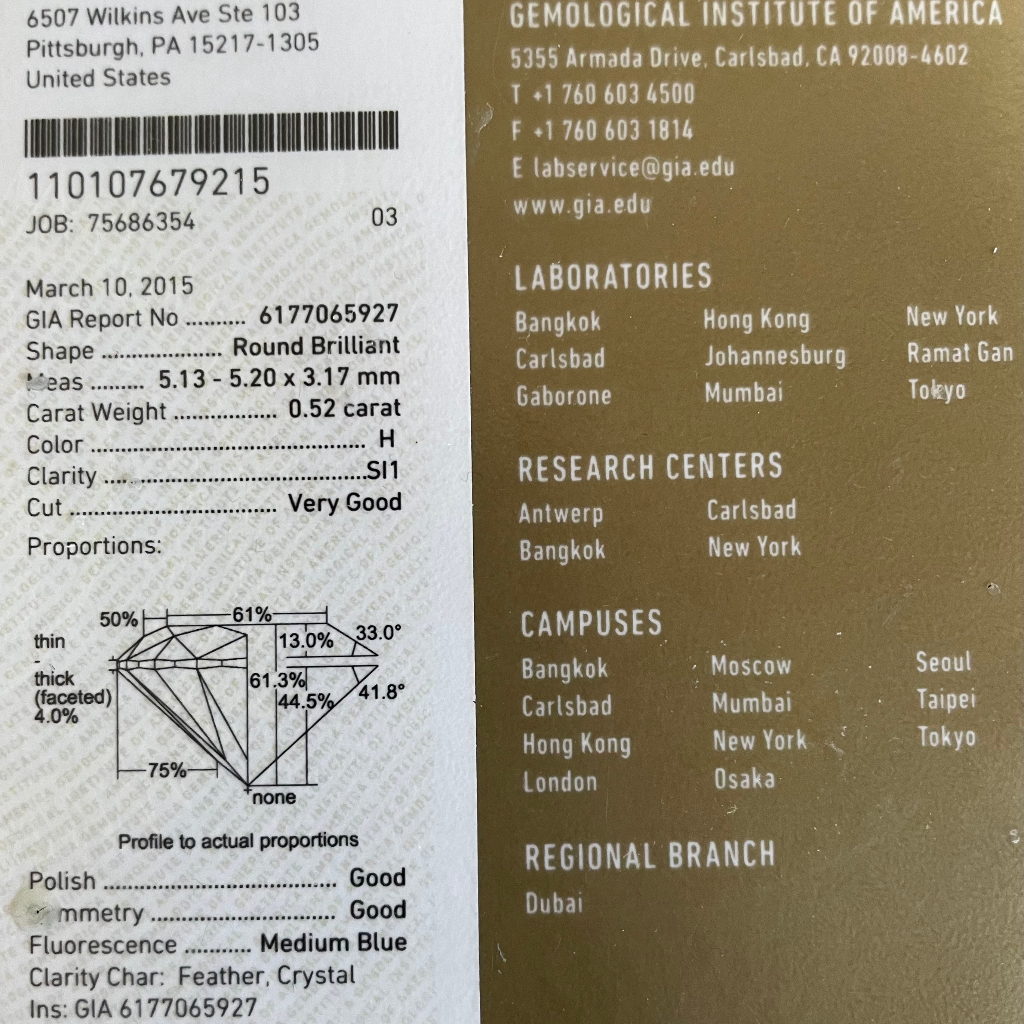 6507 Wilkins Ave Ste 103
Pittsburgh, PA 15217-1305
United States
110107679215
JOB: 75686354 03
March 10, 2015
GIA Report No .......... 6177065927
Shape ...................... Round Brilliant
eas ......... 5.13 - 5.20 x 3.17 mm
Carat Weight ................... 0.52 carat
Color .................................................. H
Clarity ................................................SI1
Cut ...................................... Very Good
Proportions:
50% 61%
thin
-
thick
(faceted)
4.0%
13.0% 33.0°
61.3%
44.5% 41.8°
75%
none
Profile to actual proportions
Polish ........................................ Good
mmetry ................................ Good
Fluorescence ........... Medium Blue
Clarity Char: Feather, Crystal
Ins: GIA 6177065927
GEMOLOGICAL INSTITUTE OF AMERICA
5355 Armada Drive, Carlsbad, CA 92008-4602
T +1 760 603 4500
F +1 760 603 1814
E labservice@gia.edu
www.gia.edu
LABORATORIES
Bangkok Hong Kong New York
Carlsbad Johannesburg Ramat Gan
Gaborone Mumbai Tokyo
RESEARCH CENTERS
Antwerp Carlsbad
Bangkok New York
CAMPUSES
Bangkok Moscow Seoul
Carlsbad Mumbai Taipei
Hong Kong New York Tokyo
London Osaka
REGIONAL BRANCH
Dubai